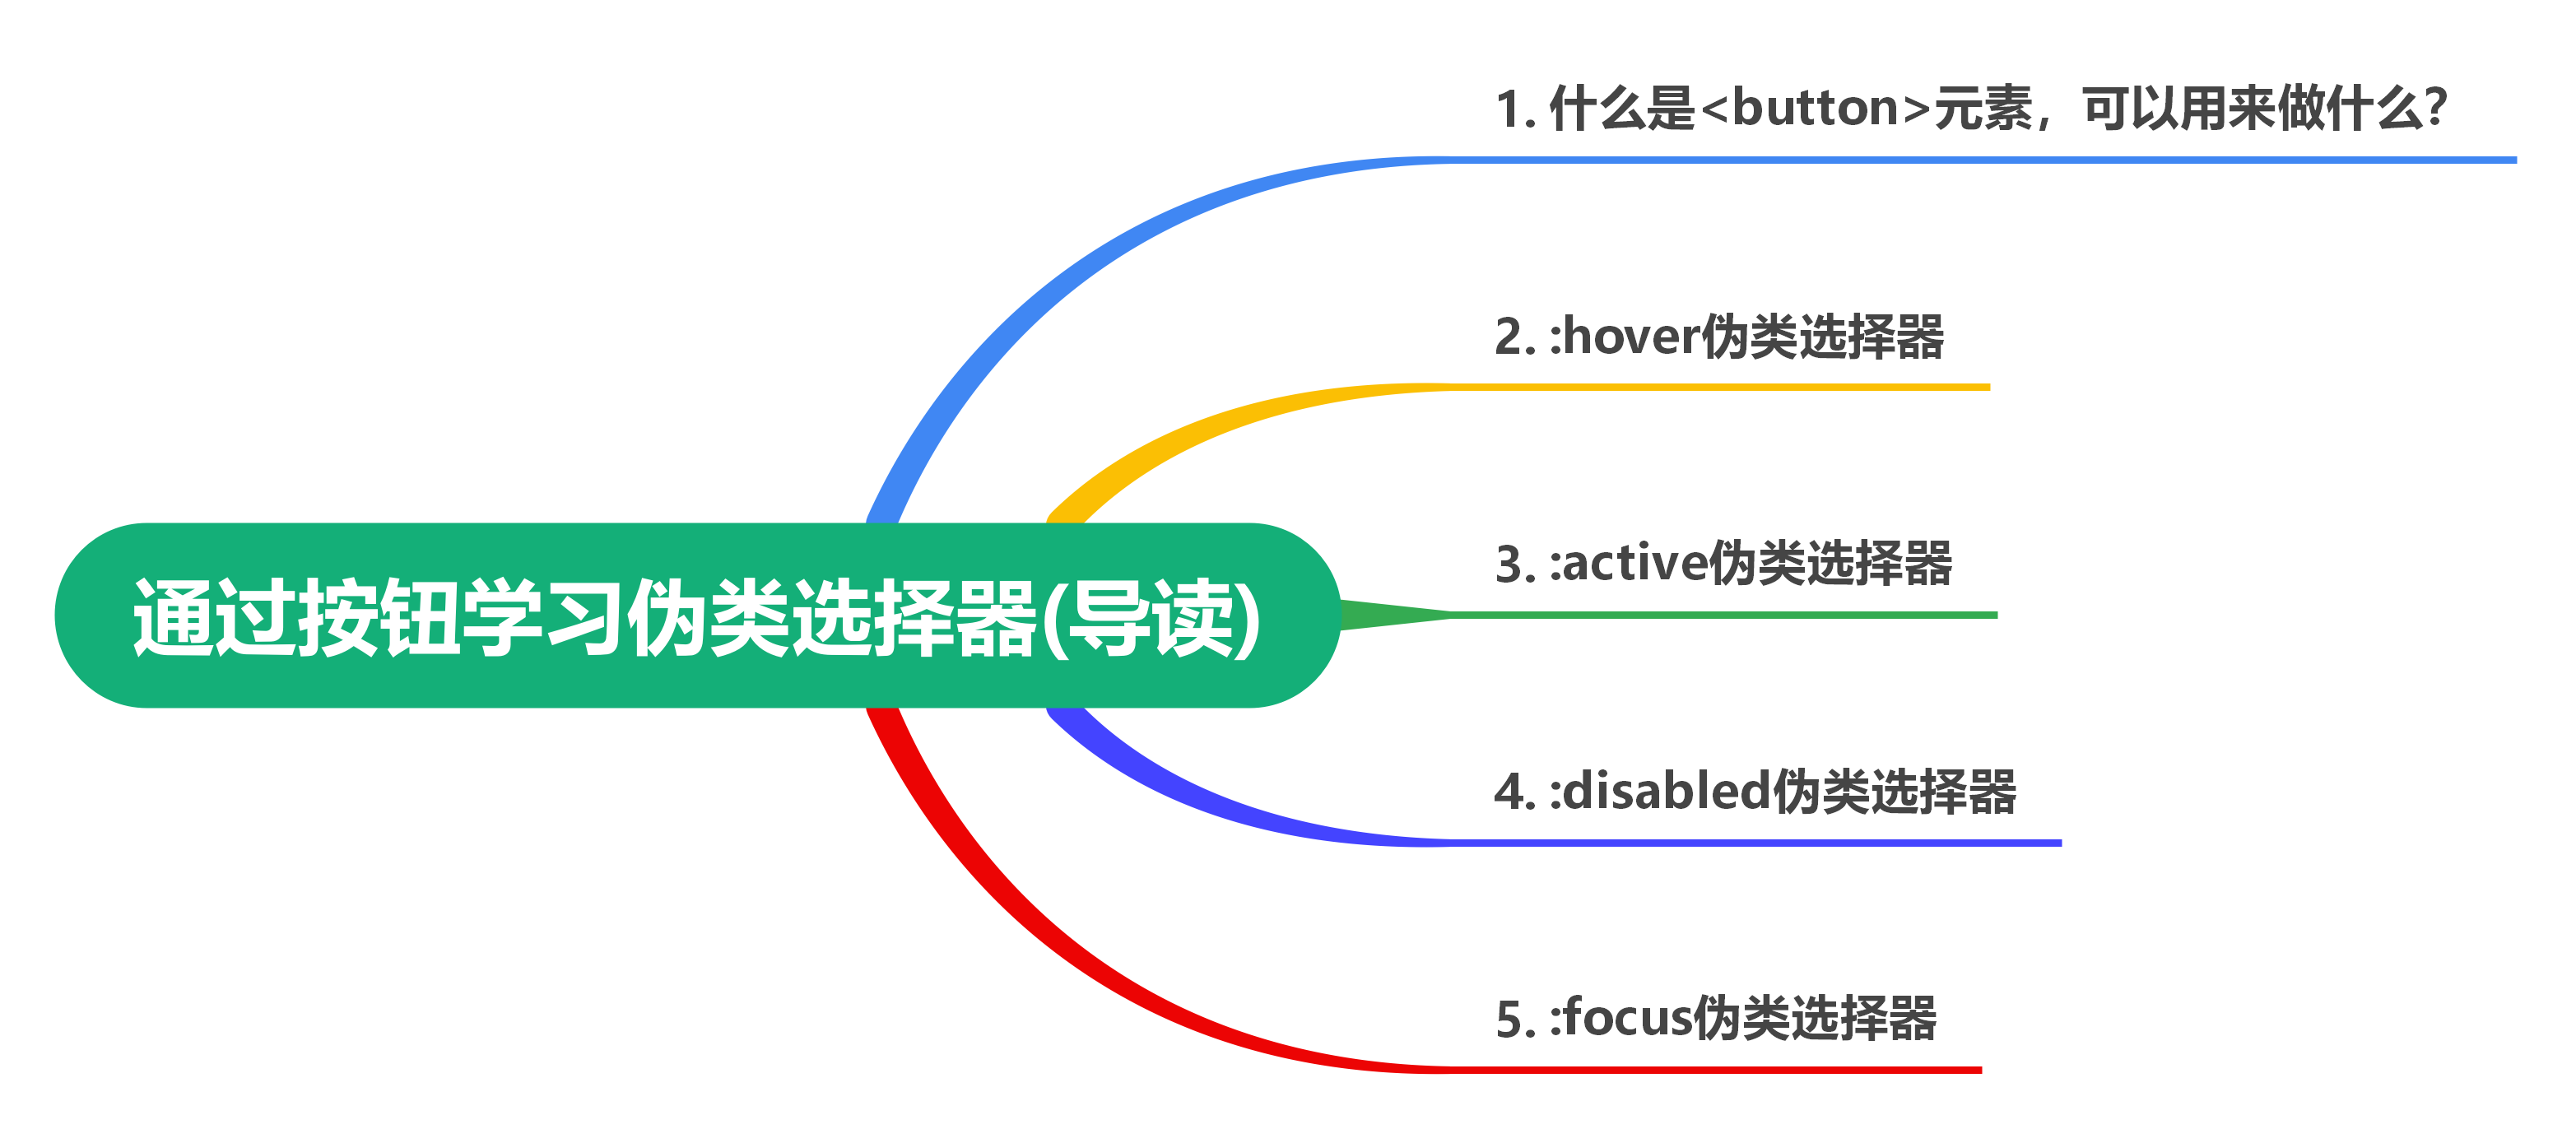 1. 什么是<button>元素，可以用来做什么？
2. :hover伪类选择器
3. :active伪类选择器
通过按钮学习伪类选择器(导读)
4. :disabled伪类选择器
5. :focus伪类选择器